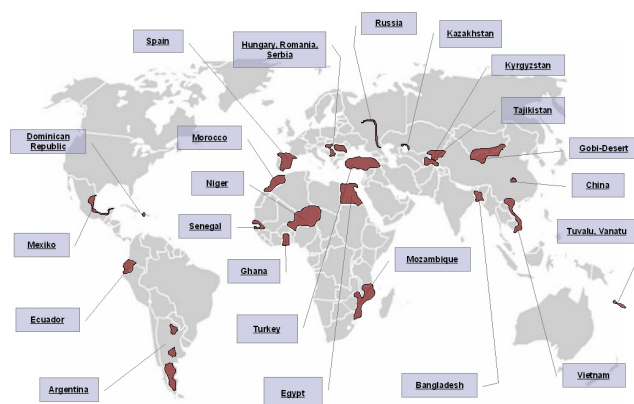 Russia
Spain
Hungary, Romania,
Serbia
Kazakhstan
Kyrgyzstan
Tajikistan
Dominican
Republic
Morocco
Gobi-Desert
Niger
China
Senegal
Mexiko
Tuvalu, Vanatu
Ghana
Mozambique
Ecuador
Turkey
Argentina
Egypt
Bangladesh
Vietnam